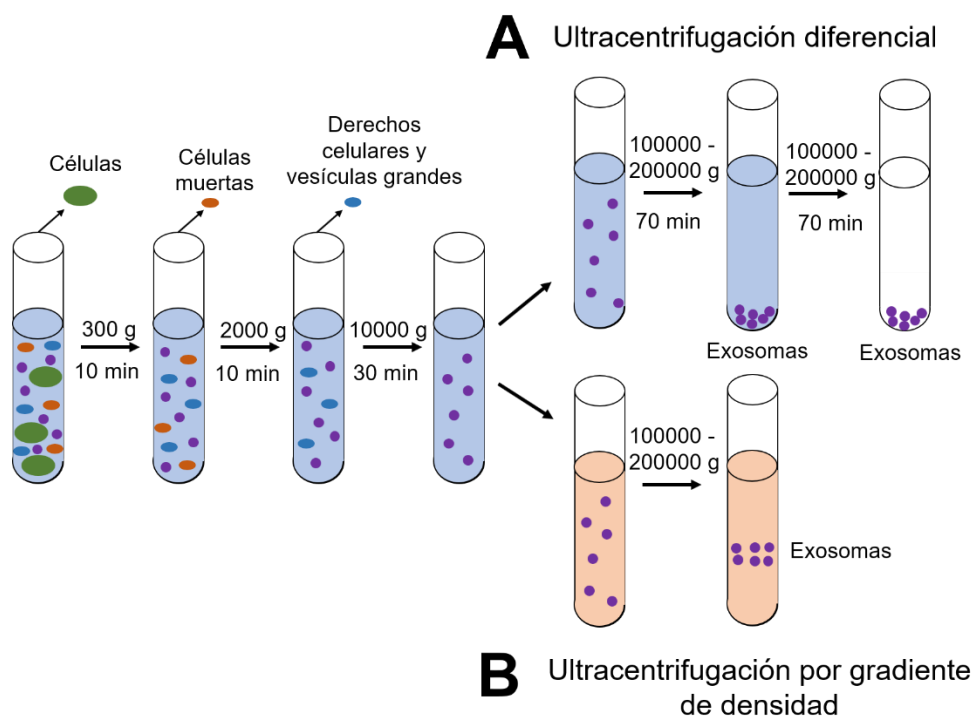 A Ultracentrifugación diferencial
Células
Células
muertas
Derechos
celulares y
vesículas grandes
300 g
10 min
2000 g
10 min
10000 g
30 min
100000 -
200000 g
70 min
100000 -
200000 g
70 min
Exosomas
Exosomas
100000 -
200000 g
Exosomas
B Ultracentrifugación por gradiente
de densidad